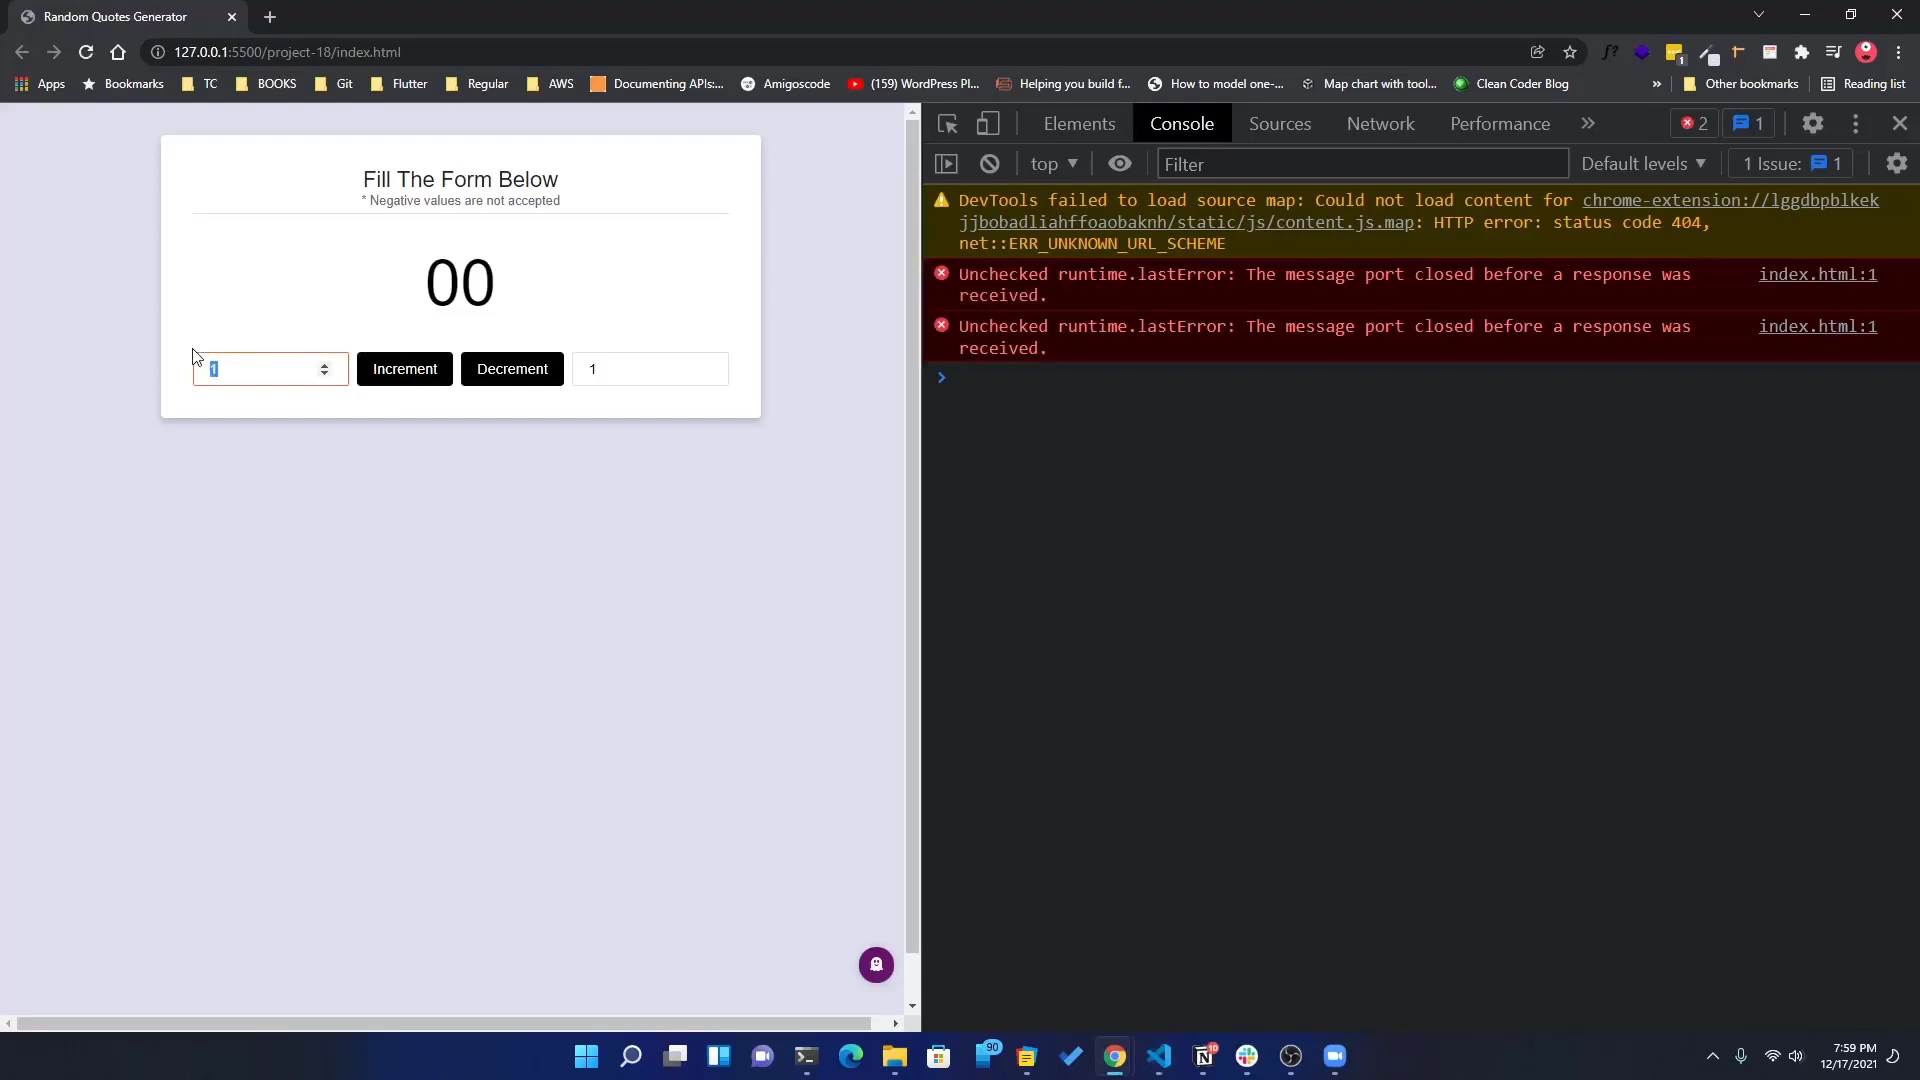 Random Quotes Generator
127.0.0.1:5500/project-18/index.html
1
Apps Bookmarks TC BOOKS Git Flutter Regular AWS Documenting APIs:... Amigoscode (159) WordPress Pl... Helping you build f... How to model one-... Map chart with tool... Clean Coder Blog » Other bookmarks Reading list
Fill The Form Below
* Negative values are not accepted
00
1 Increment Decrement 1
Elements Console Sources Network Performance » 2 1
top ▼ Filter Default levels ▼ 1 Issue: 1
DevTools failed to load source map: Could not load content for chrome-extension://lggdbpblkek
jjbobadliahffoaobaknh/static/js/content.js.map: HTTP error: status code 404,
net::ERR_UNKNOWN_URL_SCHEME
Unchecked runtime.lastError: The message port closed before a response was index.html:1
received.
Unchecked runtime.lastError: The message port closed before a response was index.html:1
received.
90
10
7:59 PM
12/17/2021